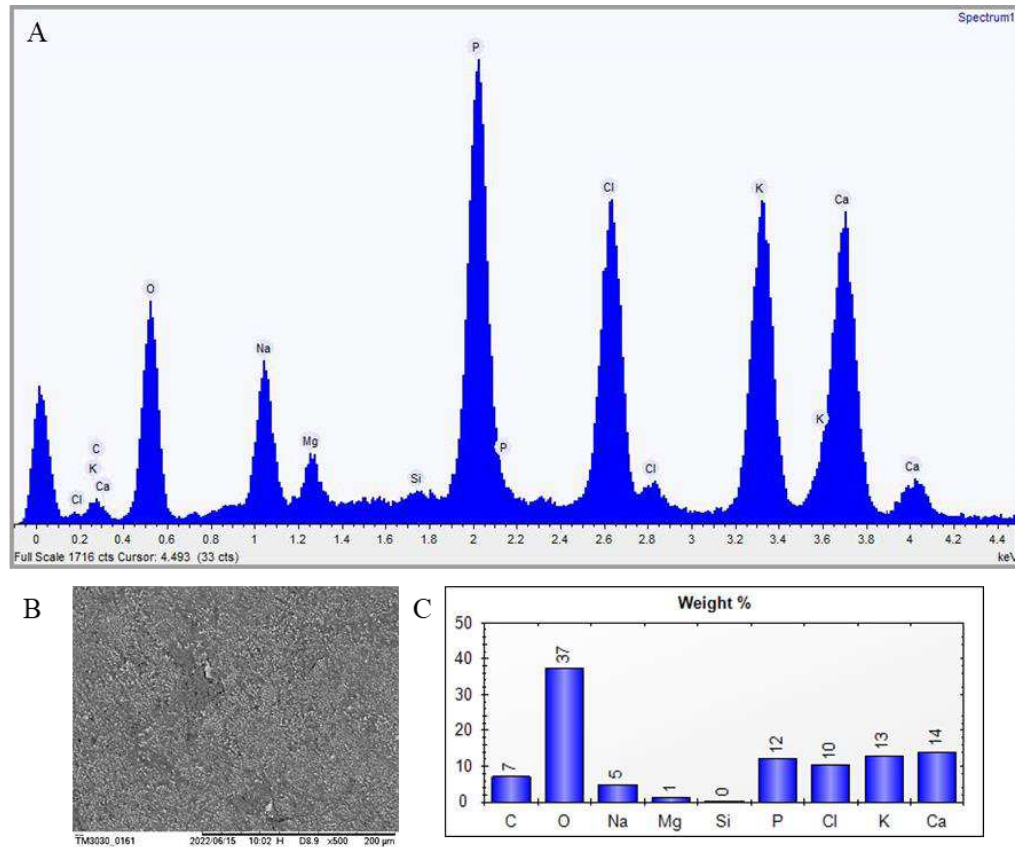 A
Spectrum1
P
Cl
K
Ca
O
Na
C
K
Ca
Cl
Mg
Si
P
Cl
K
Ca
0 0.2 0.4 0.6 0.8 1 1.2 1.4 1.6 1.8 2 2.2 2.4 2.6 2.8 3 3.2 3.4 3.6 3.8 4 4.2 4.4
Full Scale 1716 cts Cursor: 4.493 (33 cts)
keV
B
TM3030_0161 2022/06/15 10:02 H D8.9 x500 200 µm
C
Weight %
50
40
30
20
10
0
7 37 5 1 0 12 10 13 14
C O Na Mg Si P Cl K Ca